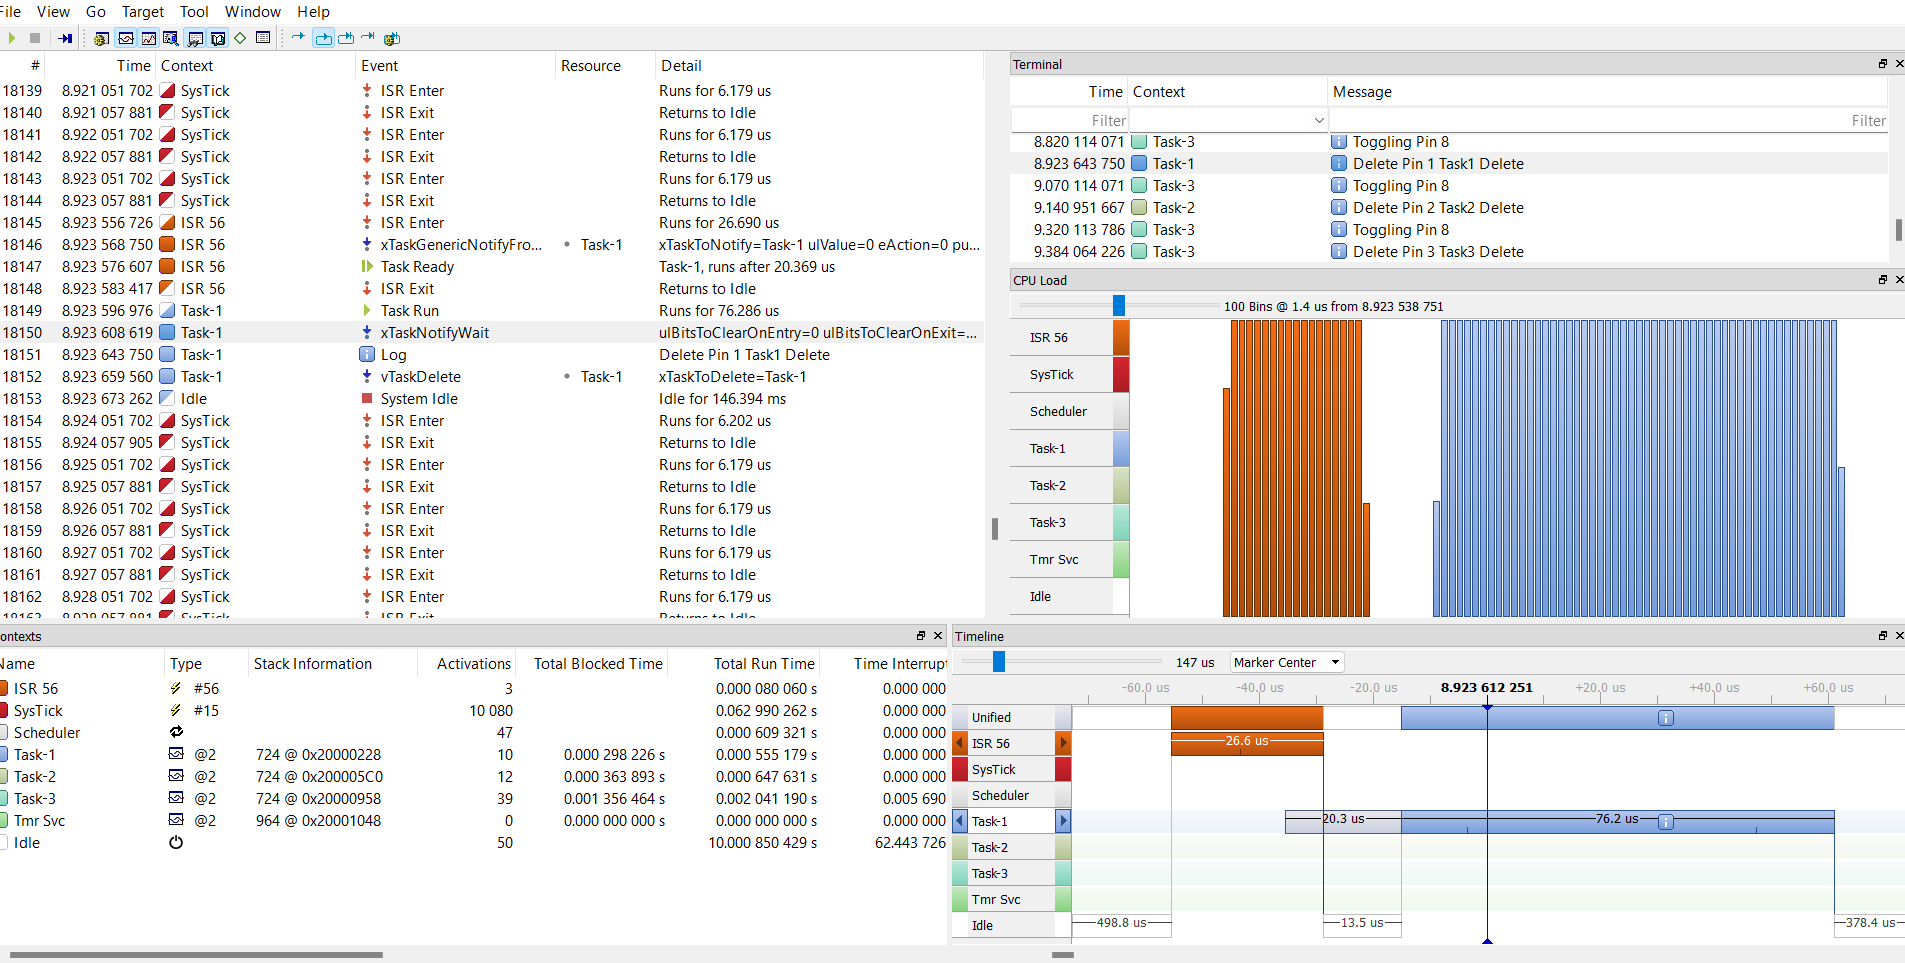 File View Go Target Tool Window Help
# Time Context Event Resource Detail
18139 8.921 051 702 SysTick ISR Enter Runs for 6.179 us
18140 8.921 057 881 SysTick ISR Exit Returns to Idle
18141 8.922 051 702 SysTick ISR Enter Runs for 6.179 us
18142 8.922 057 881 SysTick ISR Exit Returns to Idle
18143 8.923 051 702 SysTick ISR Enter Runs for 6.179 us
18144 8.923 057 881 SysTick ISR Exit Returns to Idle
18145 8.923 556 726 ISR 56 ISR Enter Runs for 26.690 us
18146 8.923 568 750 ISR 56 xTaskGenericNotifyFro... Task-1 xTaskToNotify=Task-1 ulValue=0 eAction=0 pu...
18147 8.923 576 607 ISR 56 Task Ready Task-1, runs after 20.369 us
18148 8.923 583 417 ISR 56 ISR Exit Returns to Idle
18149 8.923 596 976 Task-1 Task Run Runs for 76.286 us
18150 8.923 608 619 Task-1 xTaskNotifyWait ulBitsToClearOnEntry=0 ulBitsToClearOnExit=...
18151 8.923 643 750 Task-1 Log Delete Pin 1 Task1 Delete
18152 8.923 659 560 Task-1 vTaskDelete Task-1 xTaskToDelete=Task-1
18153 8.923 673 262 Idle System Idle Idle for 146.394 ms
18154 8.924 051 702 SysTick ISR Enter Runs for 6.202 us
18155 8.924 057 905 SysTick ISR Exit Returns to Idle
18156 8.925 051 702 SysTick ISR Enter Runs for 6.179 us
18157 8.925 057 881 SysTick ISR Exit Returns to Idle
18158 8.926 051 702 SysTick ISR Enter Runs for 6.179 us
18159 8.926 057 881 SysTick ISR Exit Returns to Idle
18160 8.927 051 702 SysTick ISR Enter Runs for 6.179 us
18161 8.927 057 881 SysTick ISR Exit Returns to Idle
18162 8.928 051 702 SysTick ISR Enter Runs for 6.179 us
18163 8.928 057 881 SysTick ISR Exit Returns to Idle
Terminal
Time Context Message
Filter Filter
8.820 114 071 Task-3 Toggling Pin 8
8.923 643 750 Task-1 Delete Pin 1 Task1 Delete
9.070 114 071 Task-3 Toggling Pin 8
9.140 951 667 Task-2 Delete Pin 2 Task2 Delete
9.320 113 786 Task-3 Toggling Pin 8
9.384 064 226 Task-3 Delete Pin 3 Task3 Delete
CPU Load
100 Bins @ 1.4 us from 8.923 538 751
ISR 56
SysTick
Scheduler
Task-1
Task-2
Task-3
Tmr Svc
Idle
ontexts
Name Type Stack Information Activations Total Blocked Time Total Run Time Time Interrupt
ISR 56 #56 3 0.000 080 060 s 0.000 000
SysTick #15 10 080 0.062 990 262 s 0.000 000
Scheduler 47 0.000 609 321 s 0.000 000
Task-1 @2 724 @ 0x20000228 10 0.000 298 226 s 0.000 555 179 s 0.000 000
Task-2 @2 724 @ 0x200005C0 12 0.000 363 893 s 0.000 647 631 s 0.000 000
Task-3 @2 724 @ 0x20000958 39 0.001 356 464 s 0.002 041 190 s 0.005 690
Tmr Svc @2 964 @ 0x20001048 0 0.000 000 000 s 0.000 000 000 s 0.000 000
Idle 50 10.000 850 429 s 62.443 726
Timeline
147 us Marker Center
-60.0 us -40.0 us -20.0 us 8.923 612 251 +20.0 us +40.0 us +60.0 us
Unified
ISR 56 26.6 us
SysTick
Scheduler
Task-1 20.3 us 76.2 us
Task-2
Task-3
Tmr Svc
Idle 498.8 us 13.5 us 378.4 us